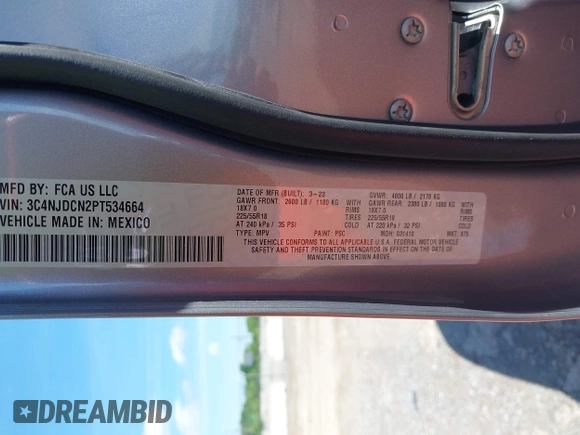 MFD BY: FCA US LLC
VIN: 3C4NJDCN2PT534664
VEHICLE MADE IN: MEXICO
DATE OF MFR (BUILT): 3-23 GVWR: 4800 LB / 2178 KG
GAWR FRONT: 2600 LB / 1180 KG GAWR REAR: 2380 LB / 1080 KG
18X7.0 RIMS 18X7.0 RIMS
225/55R18 TIRES 225/55R18 TIRES
AT 240 kPa / 35 PSI COLD AT 220 kPa / 32 PSI COLD
TYPE: MPV PAINT: PSC MDH: MKT:
THIS VEHICLE CONFORMS TO ALL APPLICABLE U.S.A. FEDERAL MOTOR VEHICLE
SAFETY AND THEFT PREVENTION STANDARDS IN EFFECT ON THE DATE OF
MANUFACTURE SHOWN ABOVE.
DREAMBID